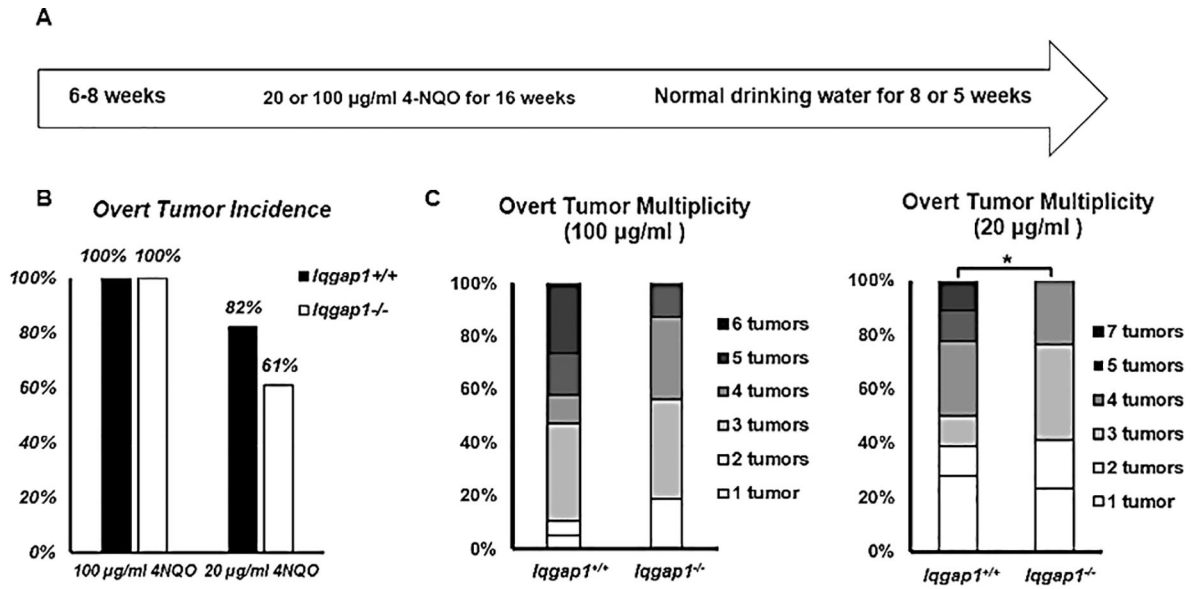 A
6-8 weeks
20 or 100 µg/ml 4-NQO for 16 weeks
Normal drinking water for 8 or 5 weeks
B
Overt Tumor Incidence
100% 100%
82%
61%
Iqgap1+/+
Iqgap1-/-
100%
80%
60%
40%
20%
0%
100 µg/ml 4NQO 20 µg/ml 4NQO
C
Overt Tumor Multiplicity
(100 µg/ml )
100%
80%
60%
40%
20%
0%
Iqgap1+/+ Iqgap1-/-
6 tumors
5 tumors
4 tumors
3 tumors
2 tumors
1 tumor
Overt Tumor Multiplicity
(20 µg/ml )
*
100%
80%
60%
40%
20%
0%
Iqgap1+/+ Iqgap1-/-
7 tumors
5 tumors
4 tumors
3 tumors
2 tumors
1 tumor